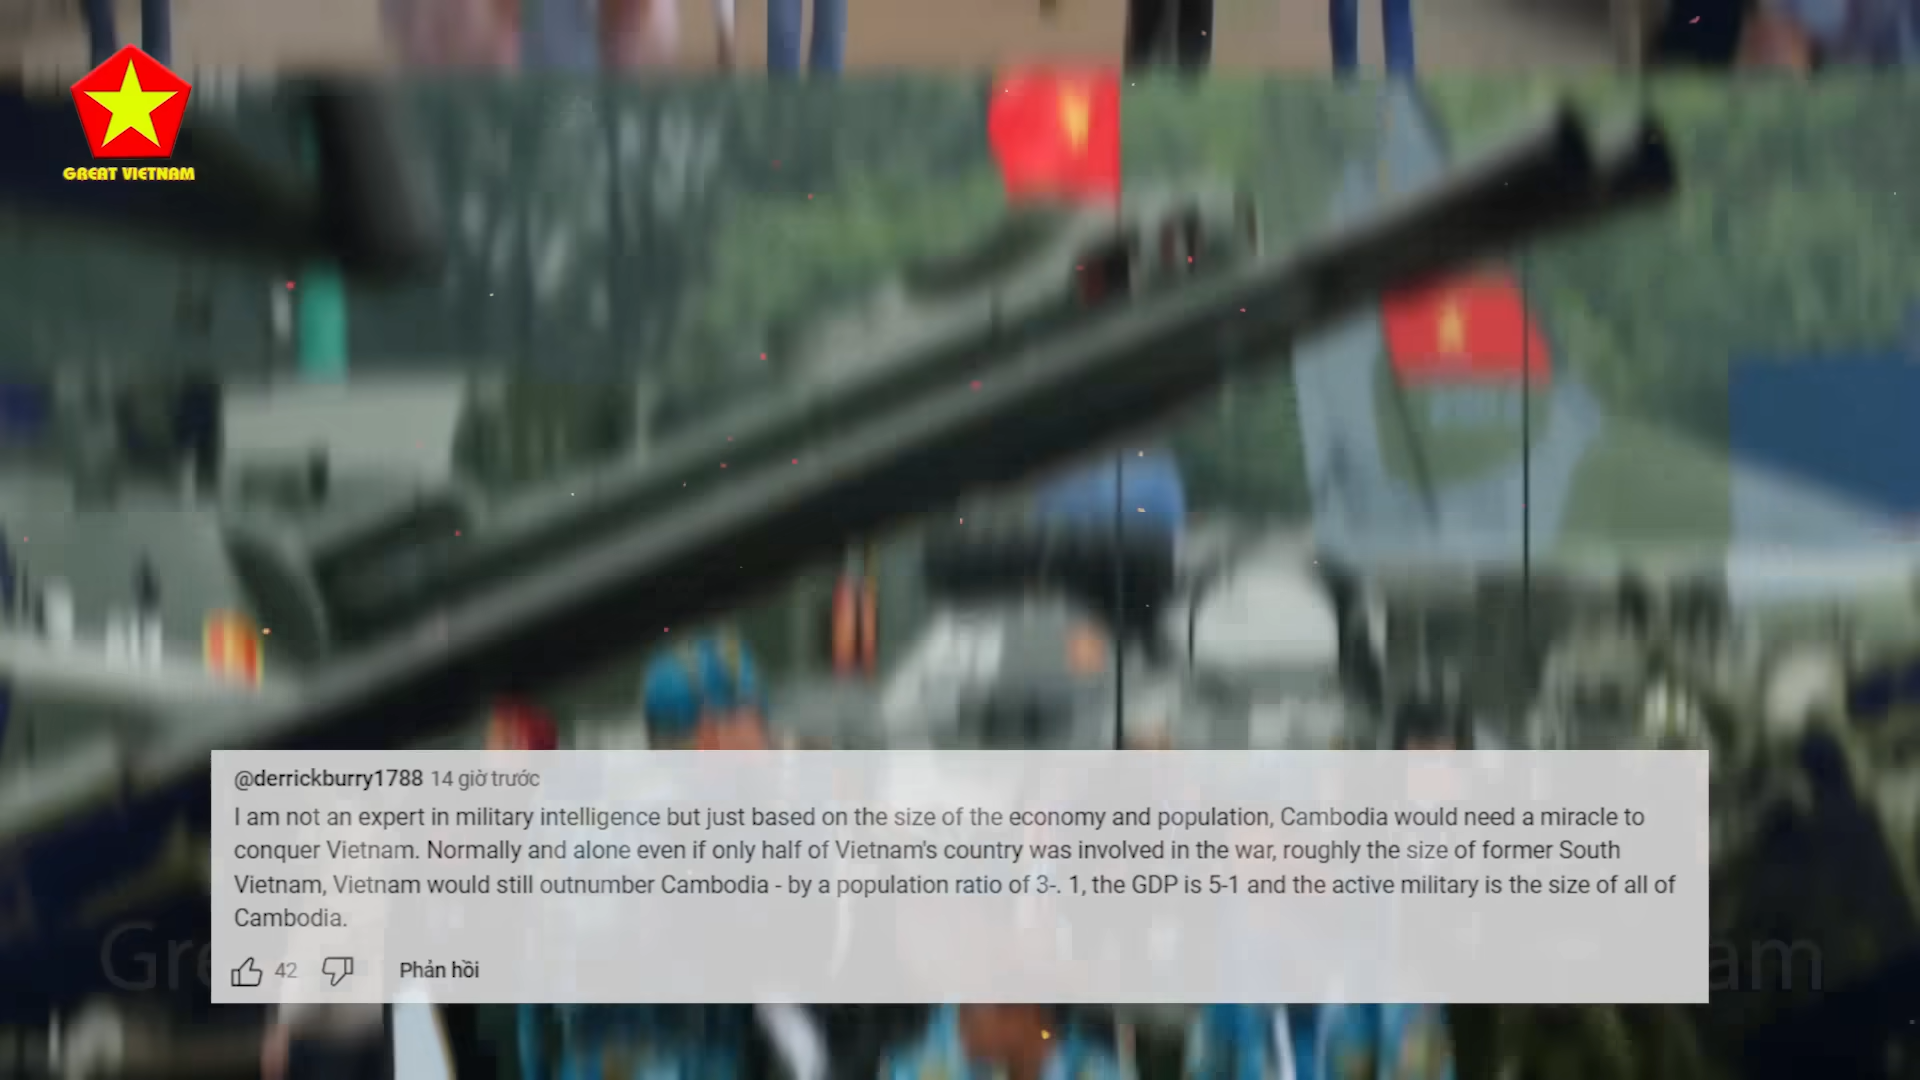 GREAT VIETNAM
@derrickburry1788 14 giờ trước
I am not an expert in military intelligence but just based on the size of the economy and population, Cambodia would need a miracle to
conquer Vietnam. Normally and alone even if only half of Vietnam's country was involved in the war, roughly the size of former South
Vietnam, Vietnam would still outnumber Cambodia - by a population ratio of 3-. 1, the GDP is 5-1 and the active military is the size of all of
Cambodia.
42 Phản hồi